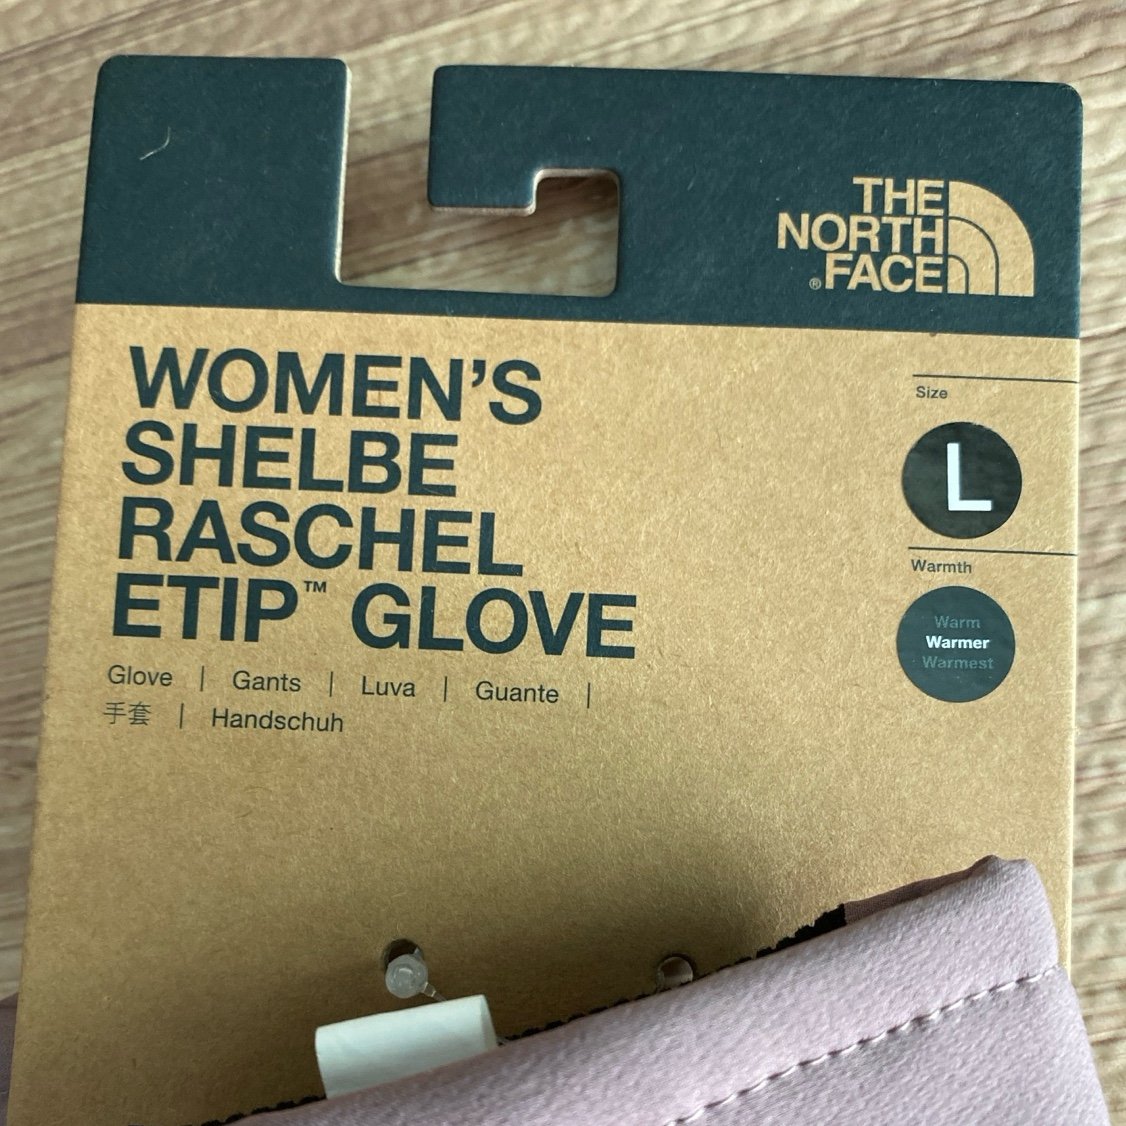 THE
NORTH
FACE®
WOMEN'S
SHELBE
RASCHEL
ETIP™ GLOVE
Glove | Gants | Luva | Guante |
手套 | Handschuh
Size
L
Warmth
Warm
Warmer
Warmest